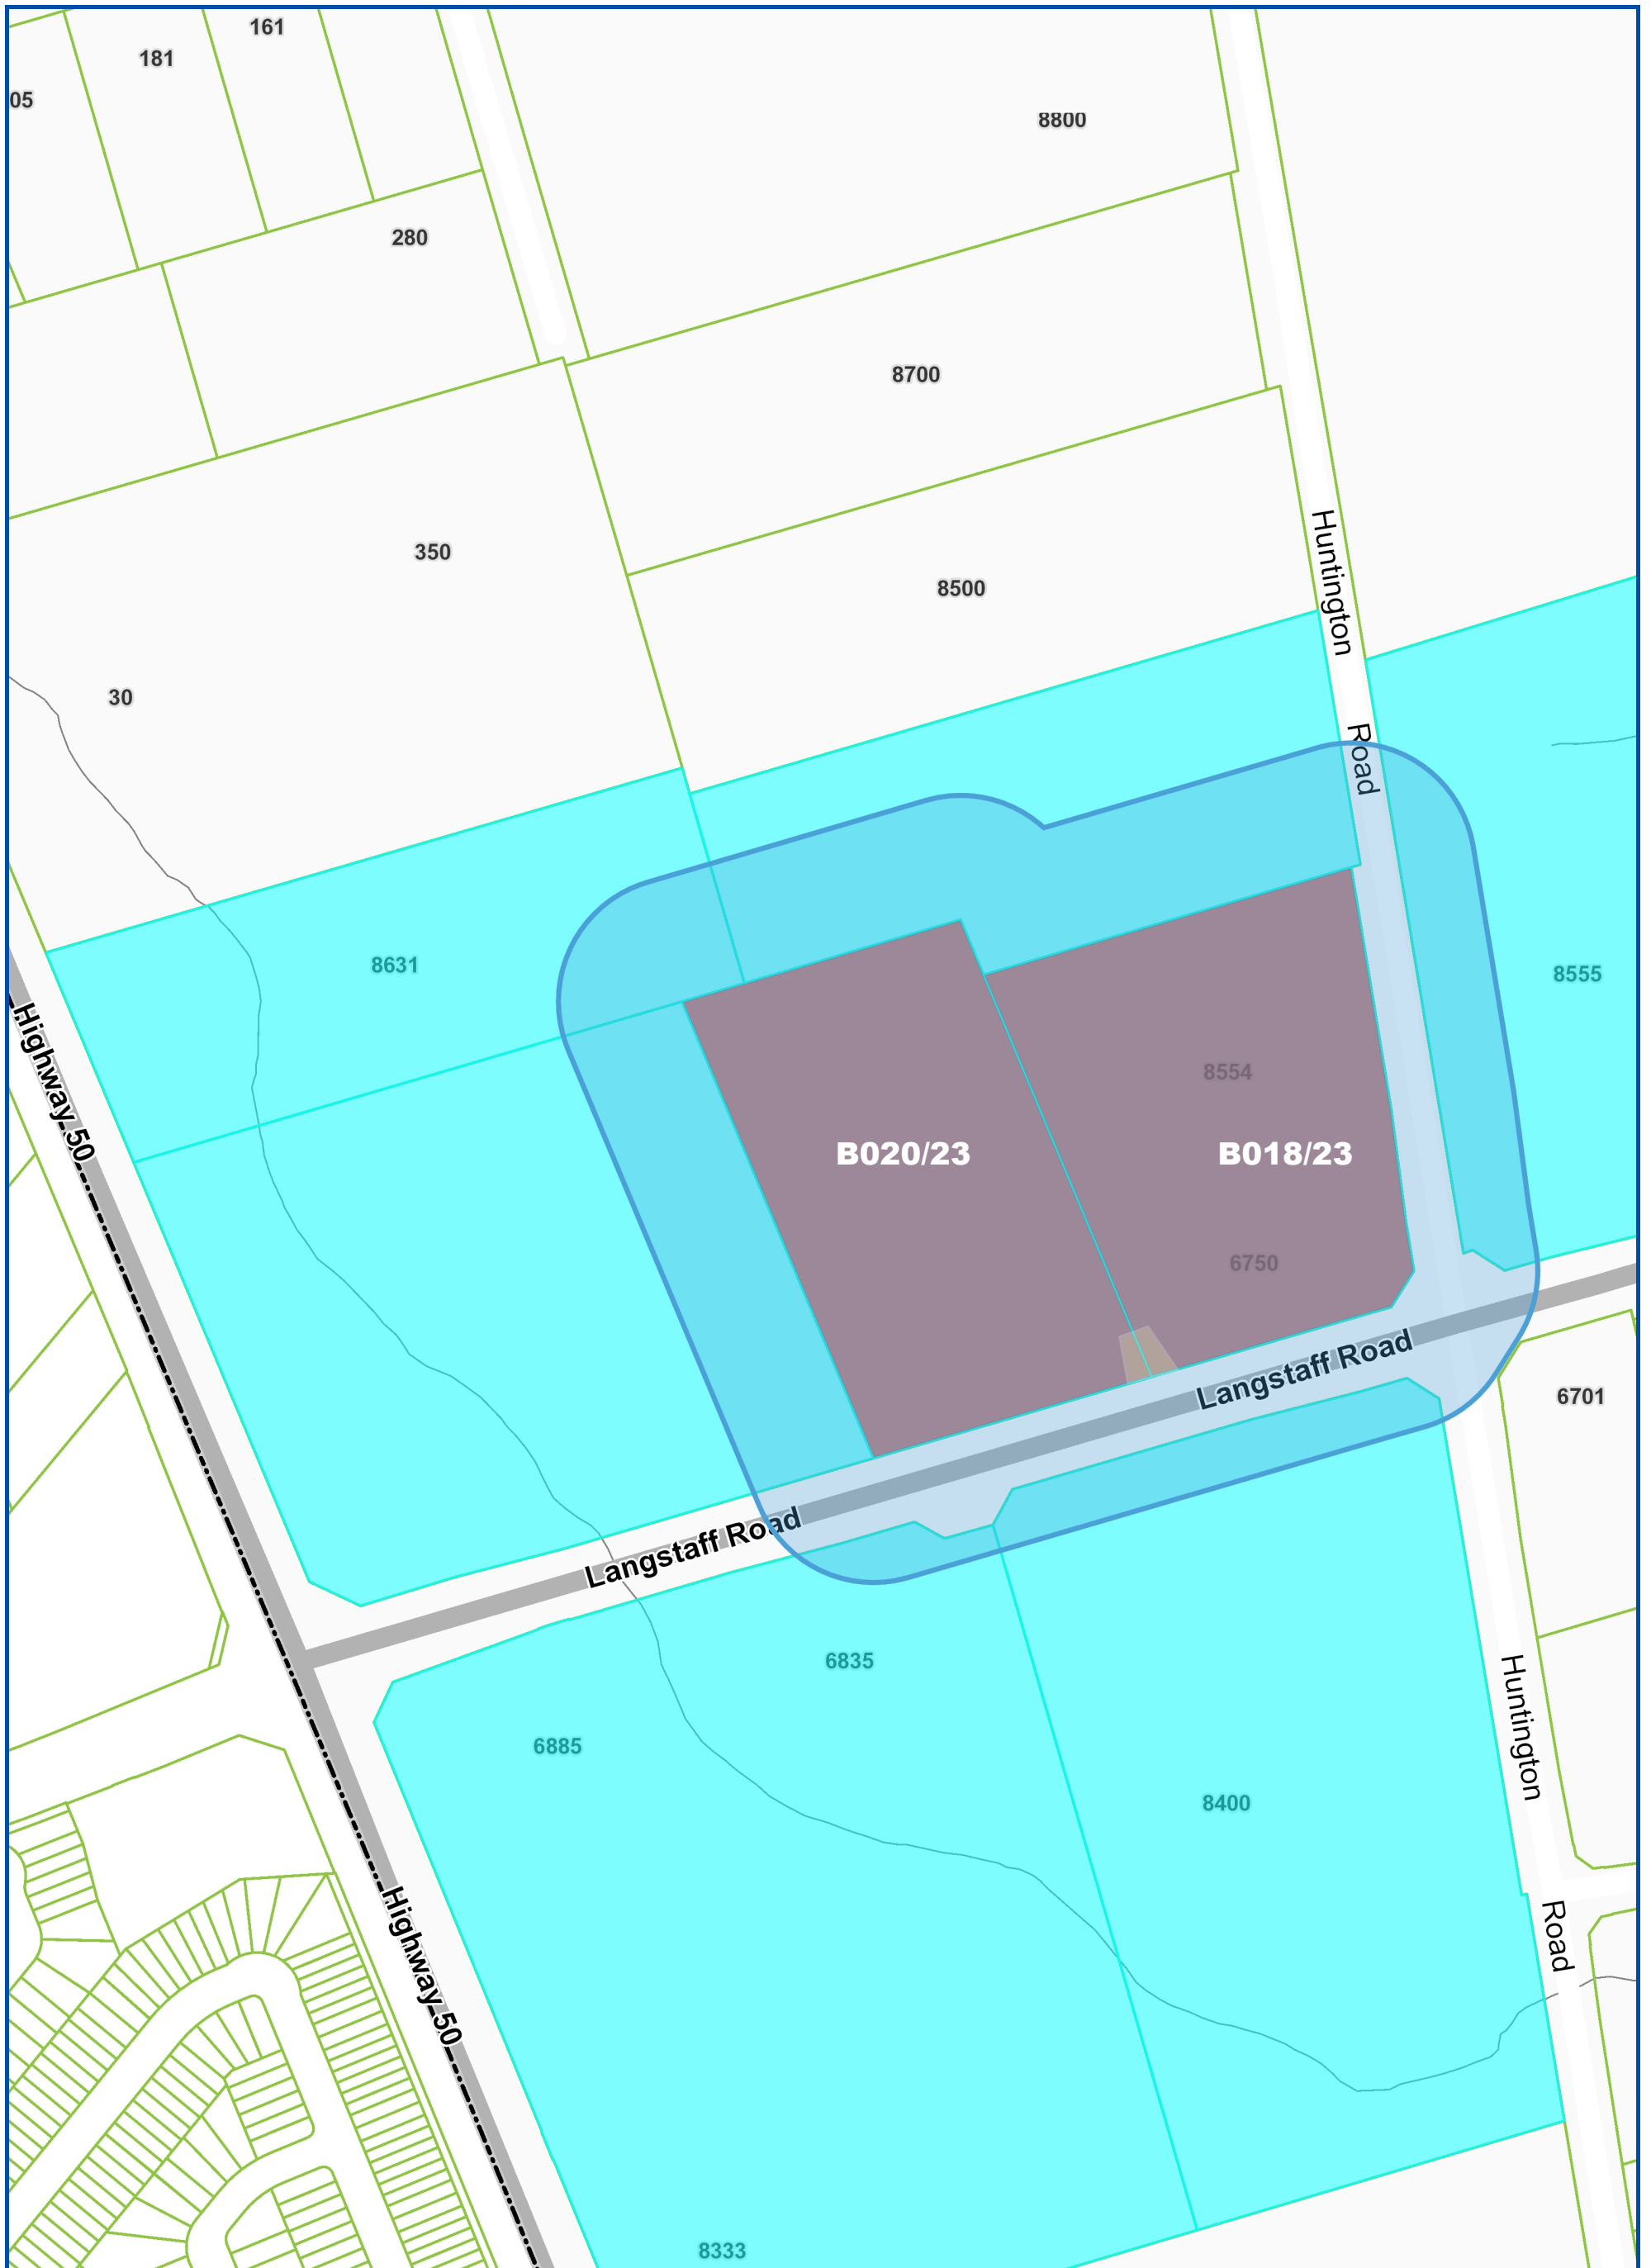 161
181
05
8800
280
8700
350
8500
Huntington
30
Road
8631
8555
Highway 50
8554
B020/23
B018/23
6750
Langstaff Road
6701
Langstaff Road
6835
6885
Huntington
8400
Highway 50
Road
8333